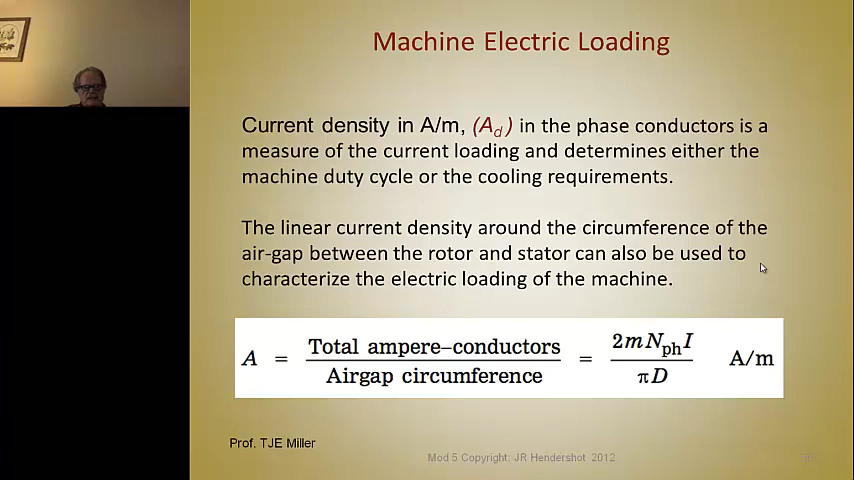 Machine Electric Loading
Current density in A/m, (A_d) in the phase conductors is a
measure of the current loading and determines either the
machine duty cycle or the cooling requirements.
The linear current density around the circumference of the
air-gap between the rotor and stator can also be used to
characterize the electric loading of the machine.
A = Total ampere–conductors / Airgap circumference = 2mN_phI / πD A/m
Prof. TJE Miller
Mod 5 Copyright: JR Hendershot 2012